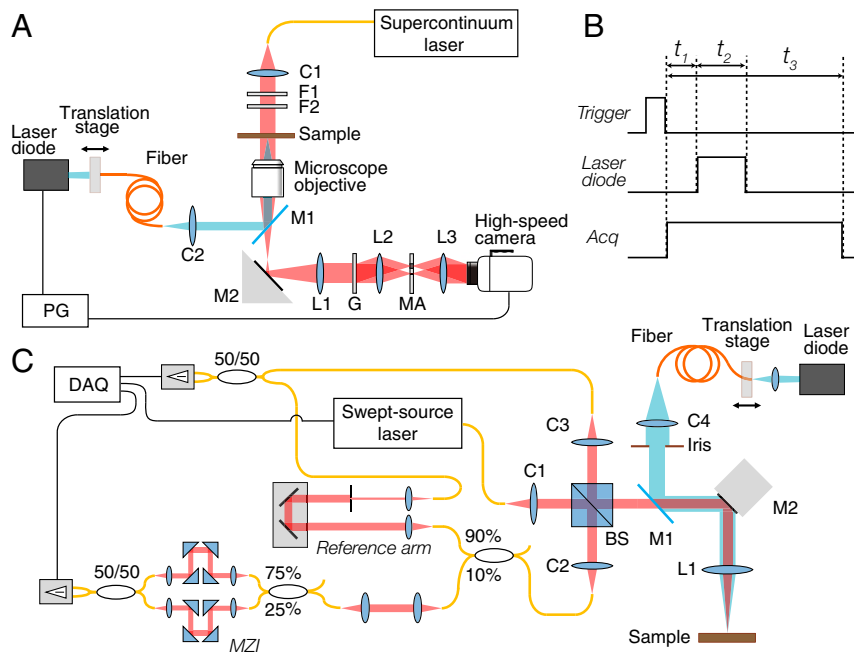 A
Supercontinuum
laser
C1
F1
F2
Sample
Translation
stage
Laser
diode
Fiber
Microscope
objective
M1
C2
High-speed
camera
L2
L3
M2
L1
G
MA
PG
B
t1
t2
t3
Trigger
Laser
diode
Acq
C
DAQ
50/50
Swept-source
laser
Fiber
Translation
stage
Laser
diode
C4
Iris
C3
C1
M2
BS
M1
Reference arm
90%
10%
C2
L1
50/50
75%
25%
MZI
Sample